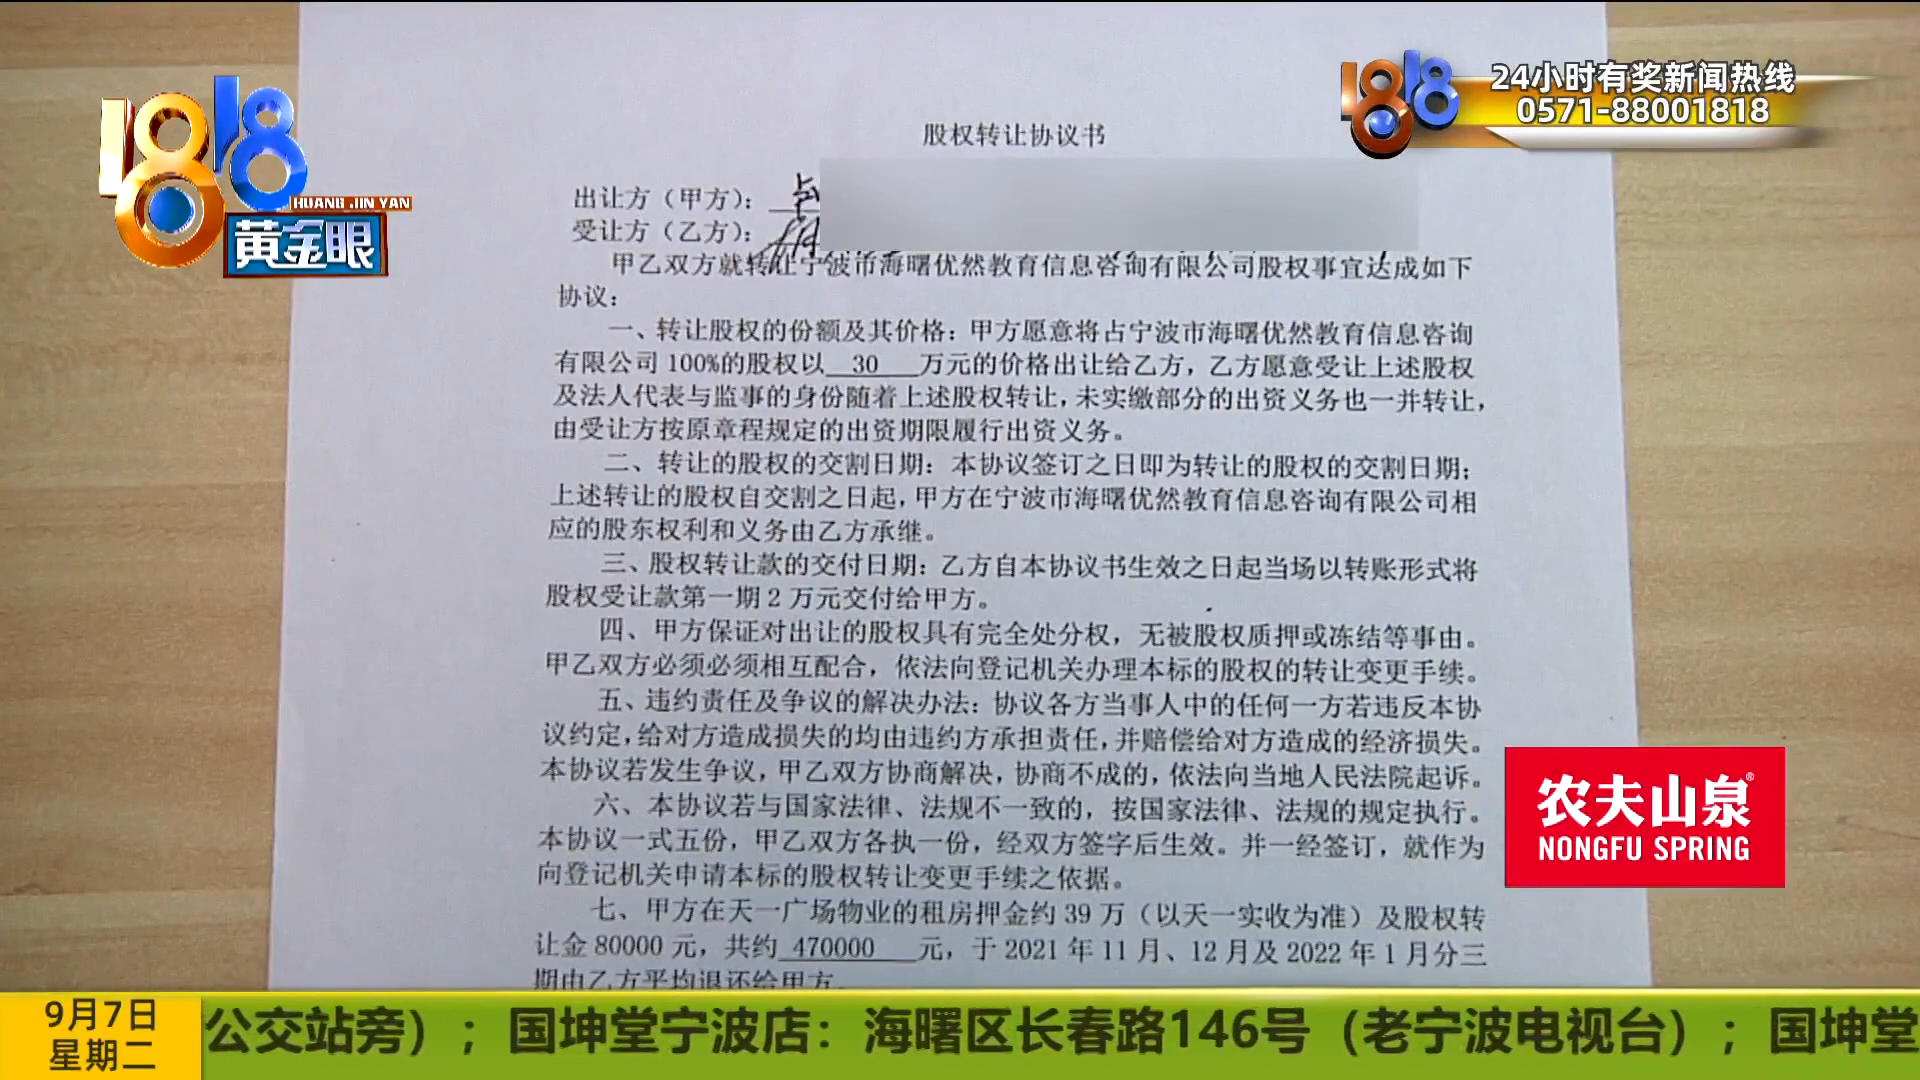 1818
HUANG JIN YAN
黄金眼
1818
24小时有奖新闻热线
0571-88001818
股权转让协议书
出让方（甲方）：
受让方（乙方）：
甲乙双方就转让宁波市海曙优然教育信息咨询有限公司股权事宜达成如下
协议：
一、转让股权的份额及其价格：甲方愿意将占宁波市海曙优然教育信息咨询
有限公司100%的股权以 30 万元的价格出让给乙方，乙方愿意受让上述股权
及法人代表与监事的身份随着上述股权转让，未实缴部分的出资义务也一并转让，
由受让方按原章程规定的出资期限履行出资义务。
二、转让的股权的交割日期：本协议签订之日即为转让的股权的交割日期；
上述转让的股权自交割之日起，甲方在宁波市海曙优然教育信息咨询有限公司相
应的股东权利和义务由乙方承继。
三、股权转让款的交付日期：乙方自本协议书生效之日起当场以转账形式将
股权受让款第一期2万元交付给甲方。
四、甲方保证对出让的股权具有完全处分权，无被股权质押或冻结等事由。
甲乙双方必须必须相互配合，依法向登记机关办理本标的股权的转让变更手续。
五、违约责任及争议的解决办法：协议各方当事人中的任何一方若违反本协
议约定，给对方造成损失的均由违约方承担责任，并赔偿给对方造成的经济损失。
本协议若发生争议，甲乙双方协商解决，协商不成的，依法向当地人民法院起诉。
六、本协议若与国家法律、法规不一致的，按国家法律、法规的规定执行。
本协议一式五份，甲乙双方各执一份，经双方签字后生效。并一经签订，就作为
向登记机关申请本标的股权转让变更手续之依据。
七、甲方在天一广场物业的租房押金约39万（以天一实收为准）及股权转
让金80000元，共约 470000 元，于2021年11月、12月及2022年1月分三
期由乙方平均退还给甲方。
农夫山泉®
NONGFU SPRING
9月7日
星期二
公交站旁）；国坤堂宁波店：海曙区长春路146号（老宁波电视台）；国坤堂